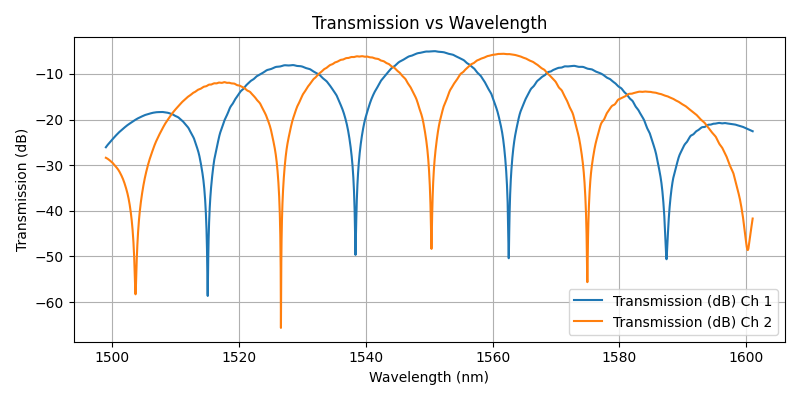 Transmission vs Wavelength
Transmission (dB)
−10
−20
−30
−40
−50
−60
1500
1520
1540
1560
1580
1600
Wavelength (nm)
Transmission (dB) Ch 1
Transmission (dB) Ch 2